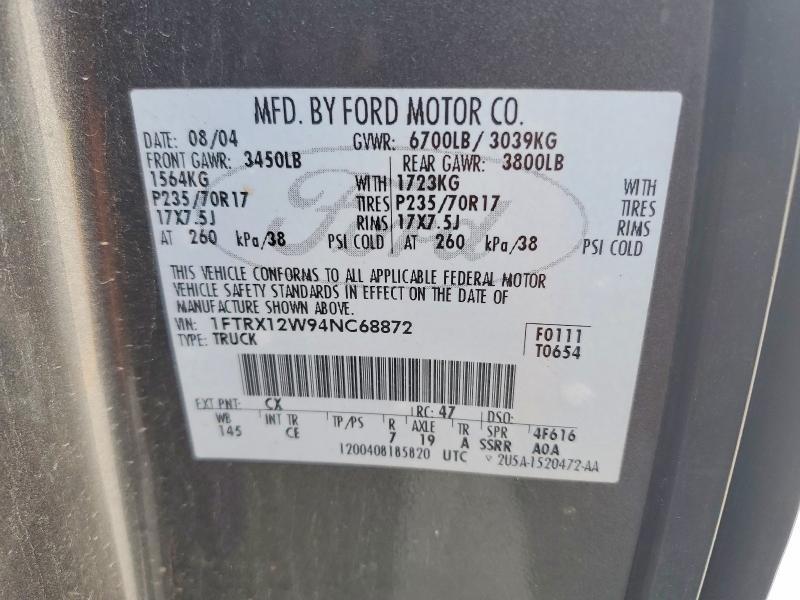 MFD. BY FORD MOTOR CO.
DATE: 08/04 GVWR: 6700LB/ 3039KG
FRONT GAWR: 3450LB REAR GAWR: 3800LB
1564KG WITH 1723KG WITH
P235/70R17 TIRES P235/70R17 TIRES
17X7.5J RIMS 17X7.5J RIMS
AT 260 kPa/38 PSI COLD AT 260 kPa/38 PSI COLD
Ford
THIS VEHICLE CONFORMS TO ALL APPLICABLE FEDERAL MOTOR
VEHICLE SAFETY STANDARDS IN EFFECT ON THE DATE OF
MANUFACTURE SHOWN ABOVE.
VIN: 1FTRX12W94NC68872 F0111
TYPE: TRUCK T0654
EXT PNT: CX RC: 47 DSO:
WB INT TR TP/PS R AXLE TR SPR 4F616
145 CE 7 19 A SSRR A0A
1200408185820 UTC 2U5A-1520472-AA